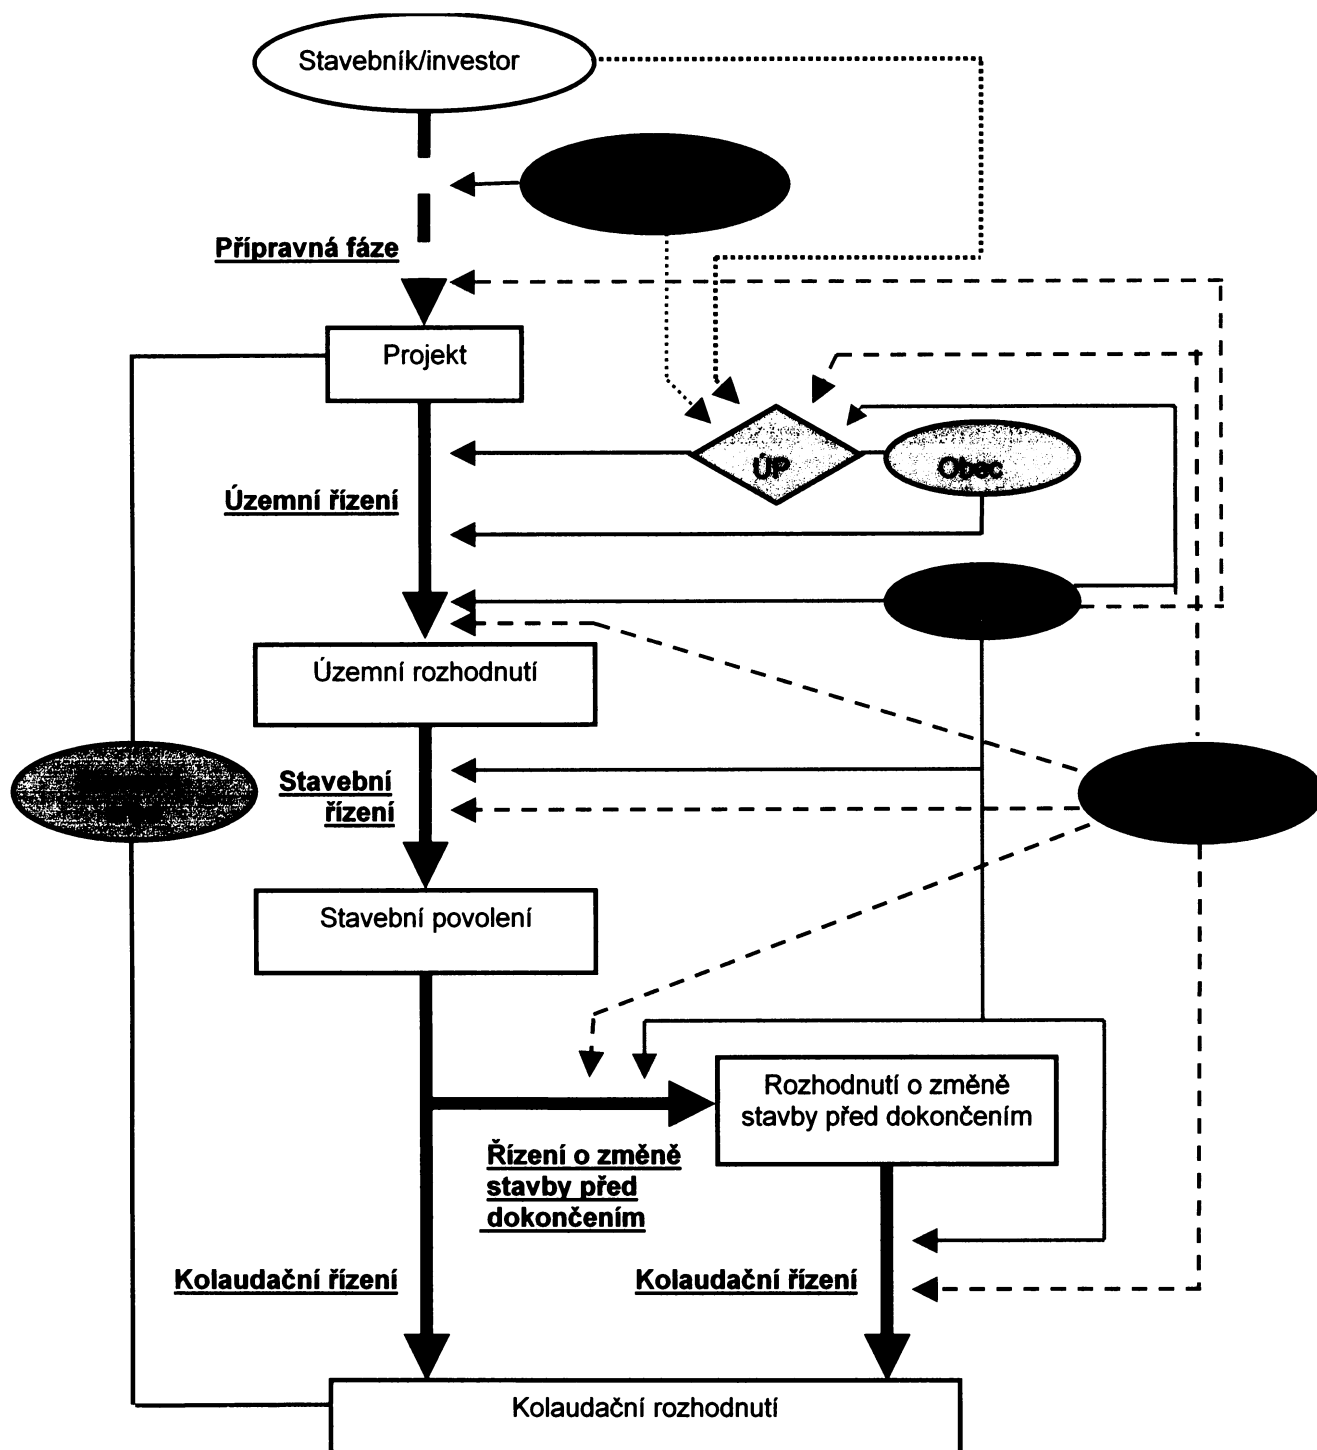 Stavebník/investor
Přípravná fáze
Projekt
ÚP
Obec
Územní řízení
Územní rozhodnutí
Stavební
řízení
Stavební povolení
Rozhodnutí o změně
stavby před dokončením
Řízení o změně
stavby před
dokončením
Kolaudační řízení
Kolaudační řízení
Kolaudační rozhodnutí